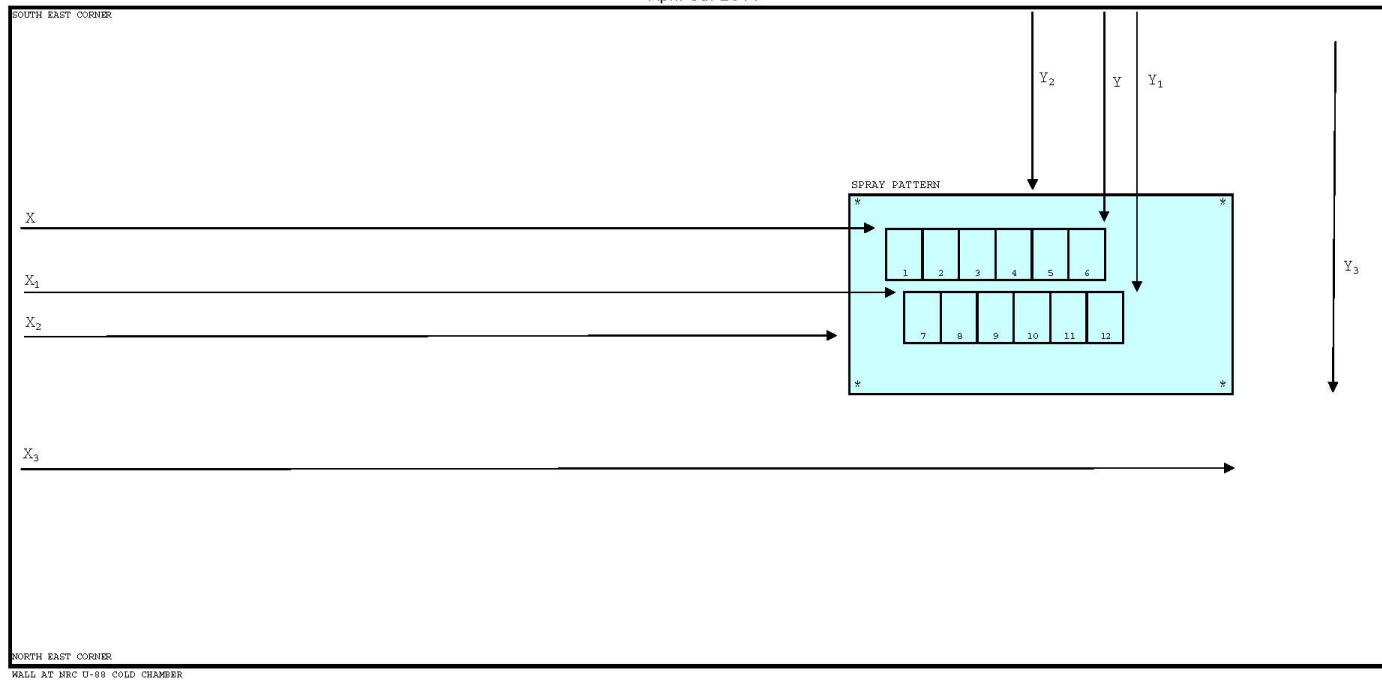 SOUTH EAST CORNER
Y₂
Y
Y₁
SPRAY PATTERN
* *
X
1 2 3 4 5 6
Y₃
X₁
X₂
7 8 9 10 11 12
* *
X₃
NORTH EAST CORNER
WALL AT NRC U-88 COLD CHAMBER